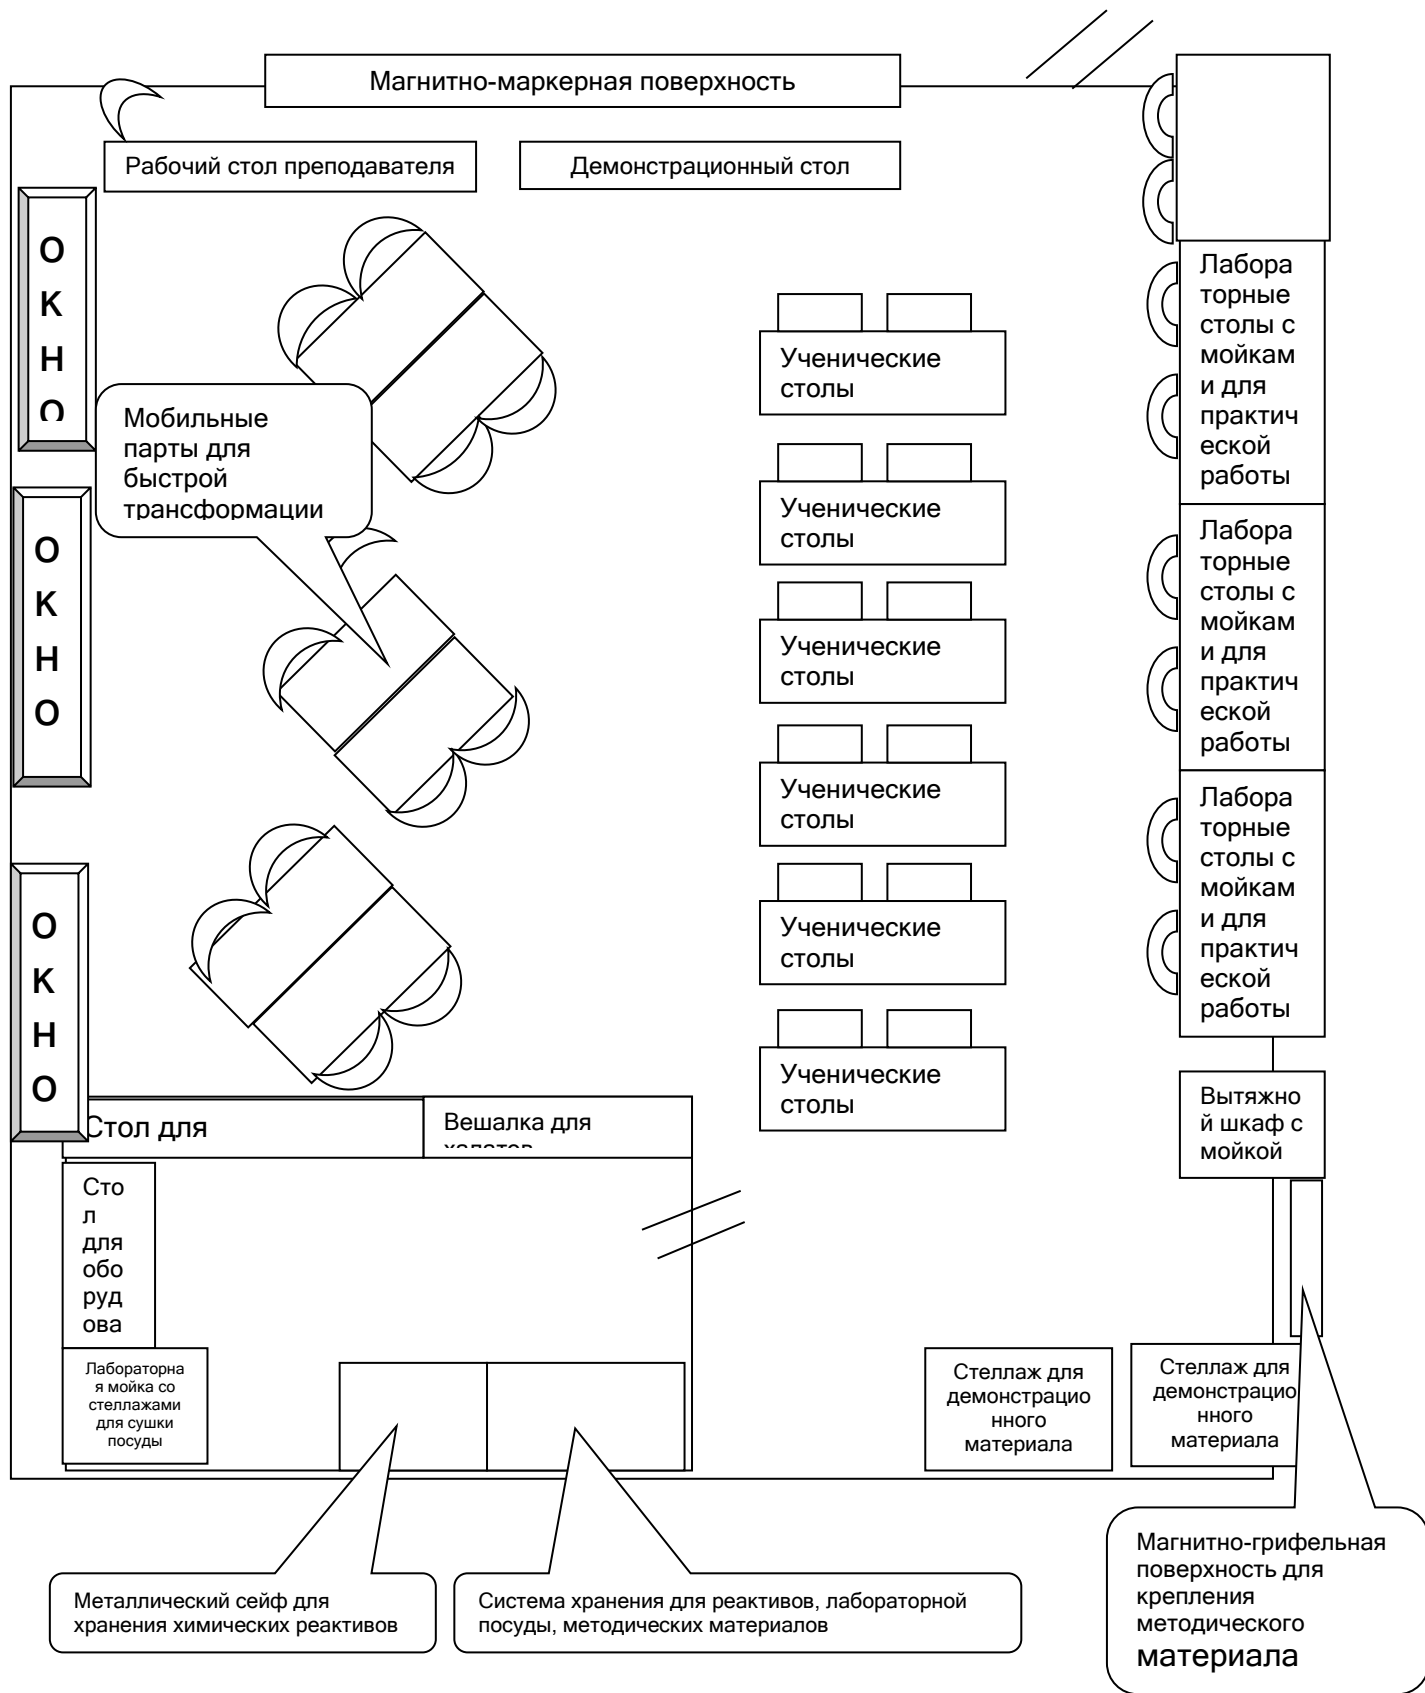 Магнитно-маркерная поверхность
Рабочий стол преподавателя
Демонстрационный стол
О
К
Н
О
Мобильные
парты для
быстрой
трансформации
О
К
Н
О
О
К
Н
О
Ученические
столы
Ученические
столы
Ученические
столы
Ученические
столы
Ученические
столы
Ученические
столы
Лабора
торные
столы с
мойкам
и для
практич
еской
работы
Лабора
торные
столы с
мойкам
и для
практич
еской
работы
Лабора
торные
столы с
мойкам
и для
практич
еской
работы
Вытяжно
й шкаф с
мойкой
Стол для
Вешалка для
халатов
Сто
л
для
обо
руд
ова
Лабораторна
я мойка со
стеллажами
для сушки
посуды
Стеллаж для
демонстрацио
нного
материала
Стеллаж для
демонстрацио
нного
материала
Металлический сейф для
хранения химических реактивов
Система хранения для реактивов, лабораторной
посуды, методических материалов
Магнитно-грифельная
поверхность для
крепления
методического
материала